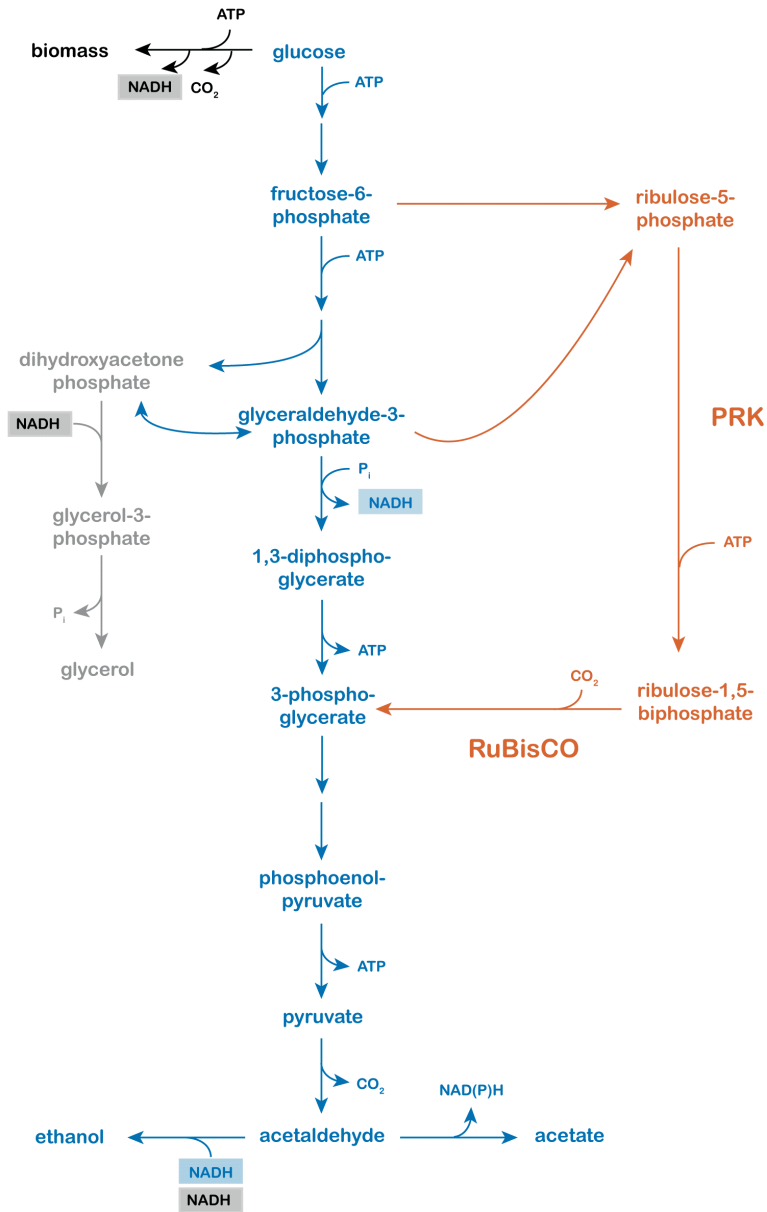 ATP
biomass
glucose
NADH
CO2
ATP
fructose-6-
phosphate
ribulose-5-
phosphate
ATP
dihydroxyacetone
phosphate
glyceraldehyde-3-
phosphate
PRK
NADH
Pi
NADH
glycerol-3-
phosphate
1,3-diphospho-
glycerate
ATP
Pi
ATP
glycerol
CO2
3-phospho-
glycerate
ribulose-1,5-
biphosphate
RuBisCO
phosphoenol-
pyruvate
ATP
pyruvate
CO2
NAD(P)H
ethanol
acetaldehyde
acetate
NADH
NADH